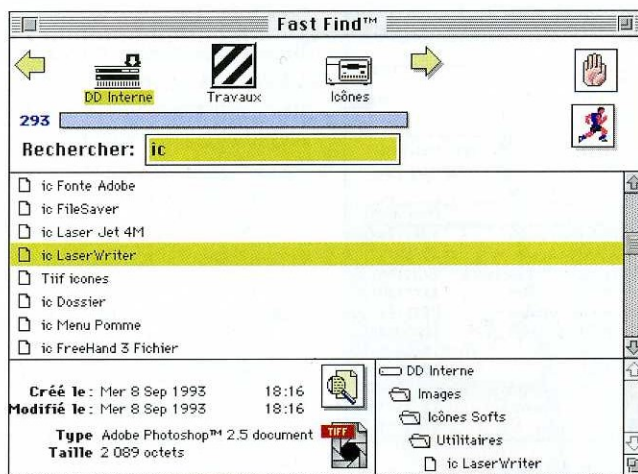 Fast Find™
DD Interne
Travaux
Icônes
293
Rechercher: ic
ic Fonte Adobe
ic FileSaver
ic Laser Jet 4M
ic LaserWriter
Tiif icones
ic Dossier
ic Menu Pomme
ic FreeHand 3 Fichier
Créé le : Mer 8 Sep 1993 18:16
Modifié le : Mer 8 Sep 1993 18:16
Type Adobe Photoshop™ 2.5 document
Taille 2 089 octets
TIFF
DD Interne
Images
Icônes Softs
Utilitaires
ic LaserWriter